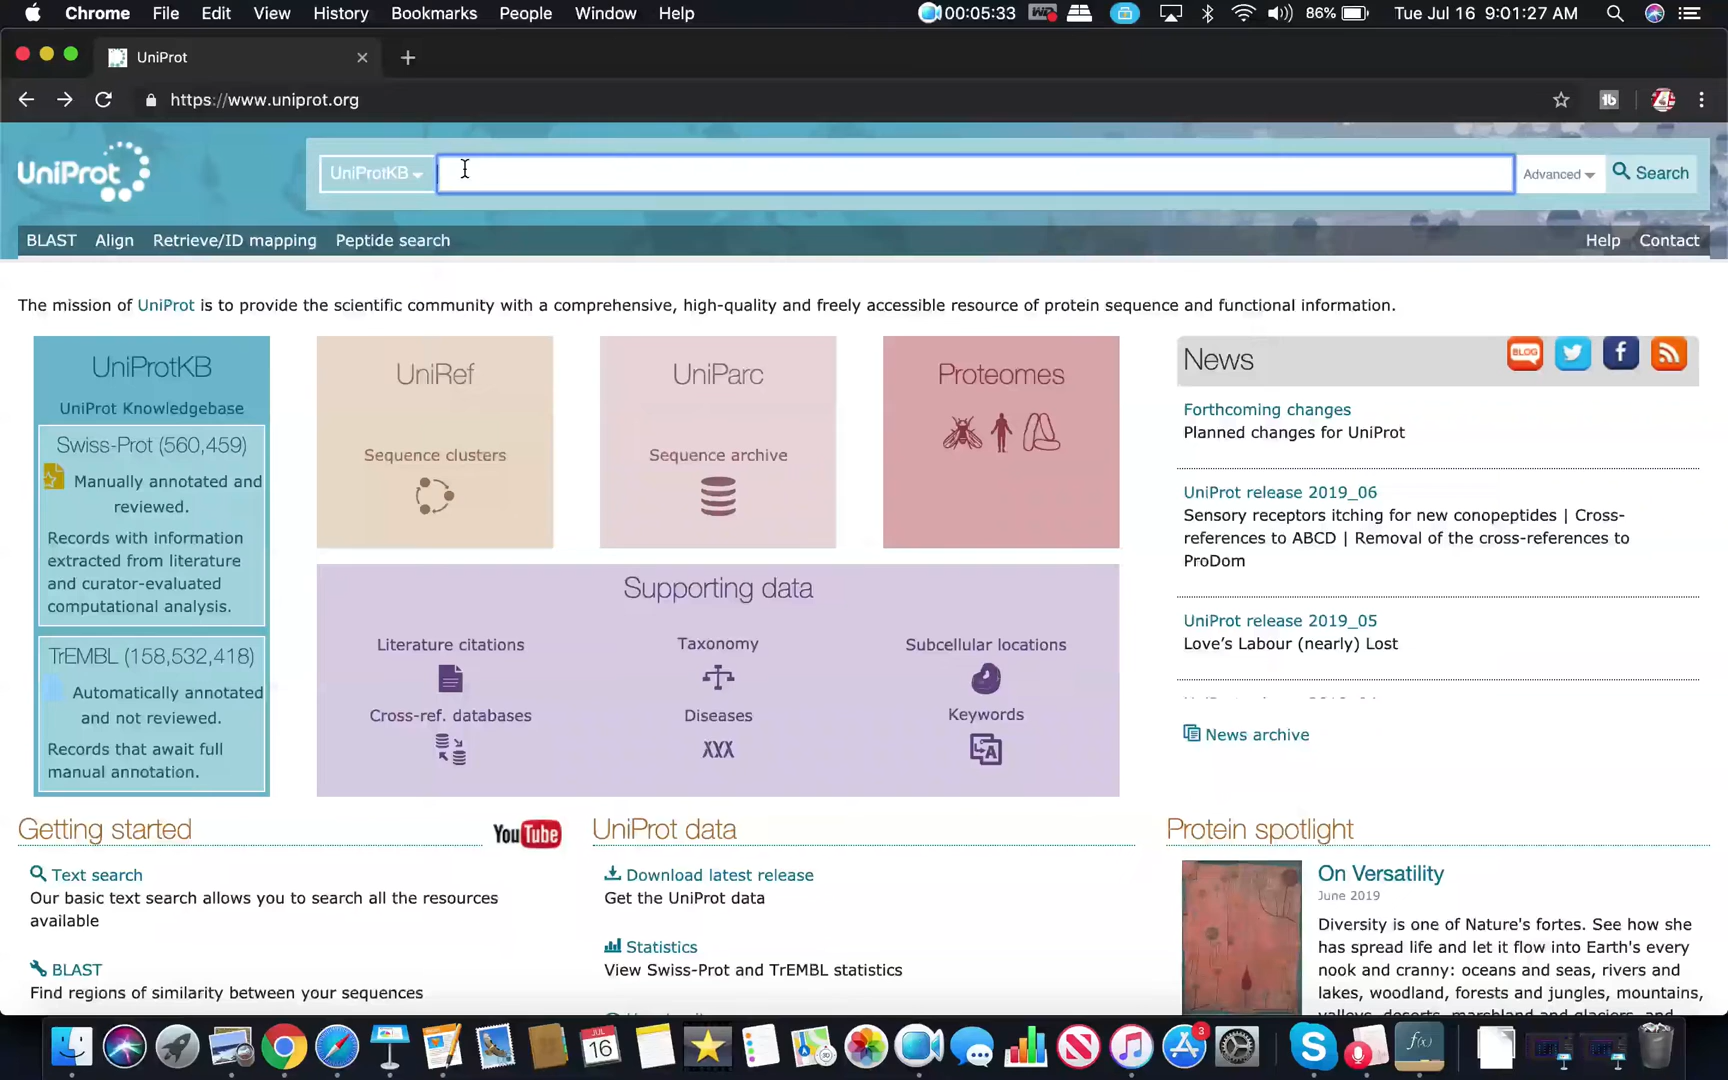 Chrome File Edit View History Bookmarks People Window Help 00:05:33 86% Tue Jul 16 9:01:27 AM
UniProt
https://www.uniprot.org
UniProt
UniProtKB
Advanced
Search
BLAST Align Retrieve/ID mapping Peptide search Help Contact
The mission of UniProt is to provide the scientific community with a comprehensive, high-quality and freely accessible resource of protein sequence and functional information.
UniProtKB
UniProt Knowledgebase
Swiss-Prot (560,459)
Manually annotated and
reviewed.
Records with information
extracted from literature
and curator-evaluated
computational analysis.
TrEMBL (158,532,418)
Automatically annotated
and not reviewed.
Records that await full
manual annotation.
UniRef
Sequence clusters
UniParc
Sequence archive
Proteomes
Supporting data
Literature citations
Taxonomy
Subcellular locations
Cross-ref. databases
Diseases
Keywords
News
BLOG
Forthcoming changes
Planned changes for UniProt
UniProt release 2019_06
Sensory receptors itching for new conopeptides | Cross-
references to ABCD | Removal of the cross-references to
ProDom
UniProt release 2019_05
Love's Labour (nearly) Lost
News archive
Getting started
YouTube
Text search
Our basic text search allows you to search all the resources
available
BLAST
Find regions of similarity between your sequences
UniProt data
Download latest release
Get the UniProt data
Statistics
View Swiss-Prot and TrEMBL statistics
Protein spotlight
On Versatility
June 2019
Diversity is one of Nature's fortes. See how she
has spread life and let it flow into Earth's every
nook and cranny: oceans and seas, rivers and
lakes, woodland, forests and jungles, mountains,
valleys, deserts, marshland and glaciers, and
JUL
16
3
f(x)